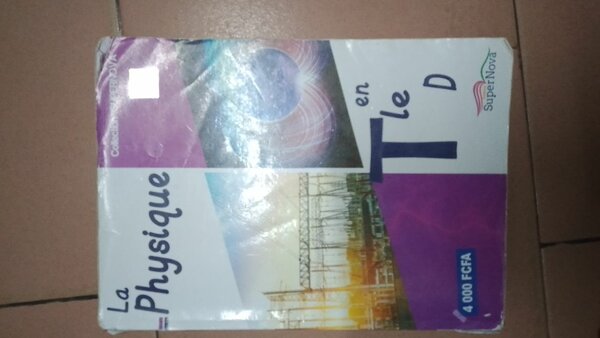 La
Physique
en
Tle
D
SuperNova
4 000 FCFA